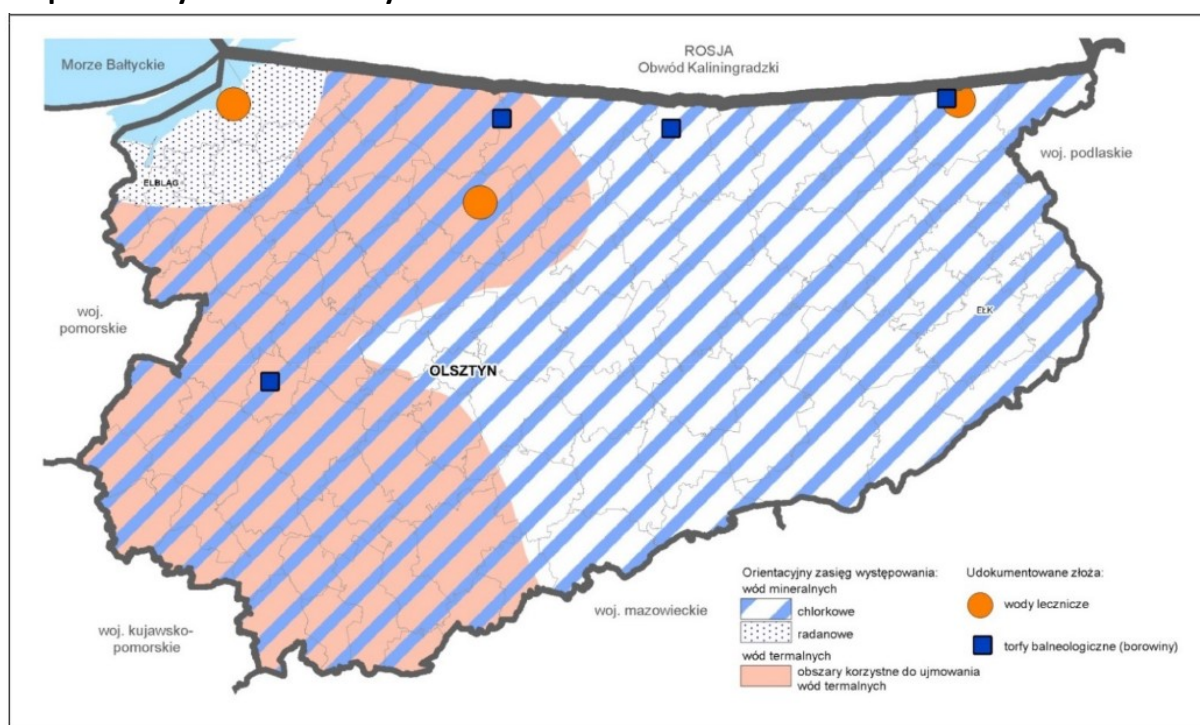 Morze Bałtyckie
ROSJA
Obwód Kaliningradzki
woj. podlaskie
ELBLĄG
woj.
pomorskie
EŁK
OLSZTYN
woj. mazowieckie
woj. kujawsko-
pomorskie
Orientacyjny zasięg występowania:
wód mineralnych
chlorkowe
radanowe
wód termalnych
obszary korzystne do ujmowania
wód termalnych
Udokumentowane złoża:
wody lecznicze
torfy balneologiczne (borowiny)